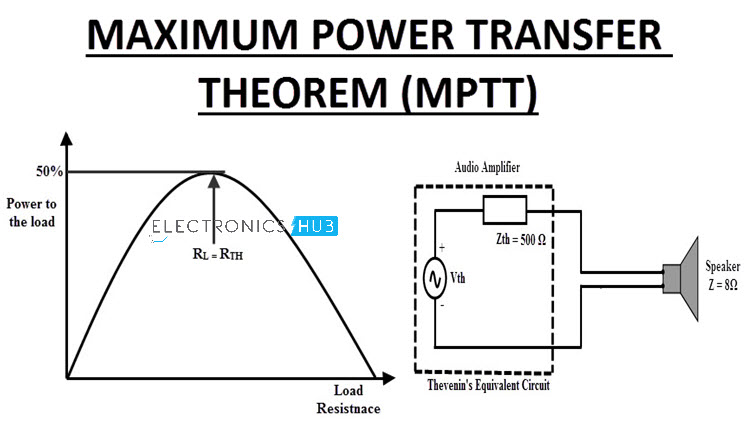 MAXIMUM POWER TRANSFER
THEOREM (MPTT)
50%
Power to
the load
ELECTRONICS HU3
RL = RTH
Load
Resistnace
Audio Amplifier
Zth = 500 Ω
+
Vth
-
Speaker
Z = 8Ω
Thevenin's Equivalent Circuit